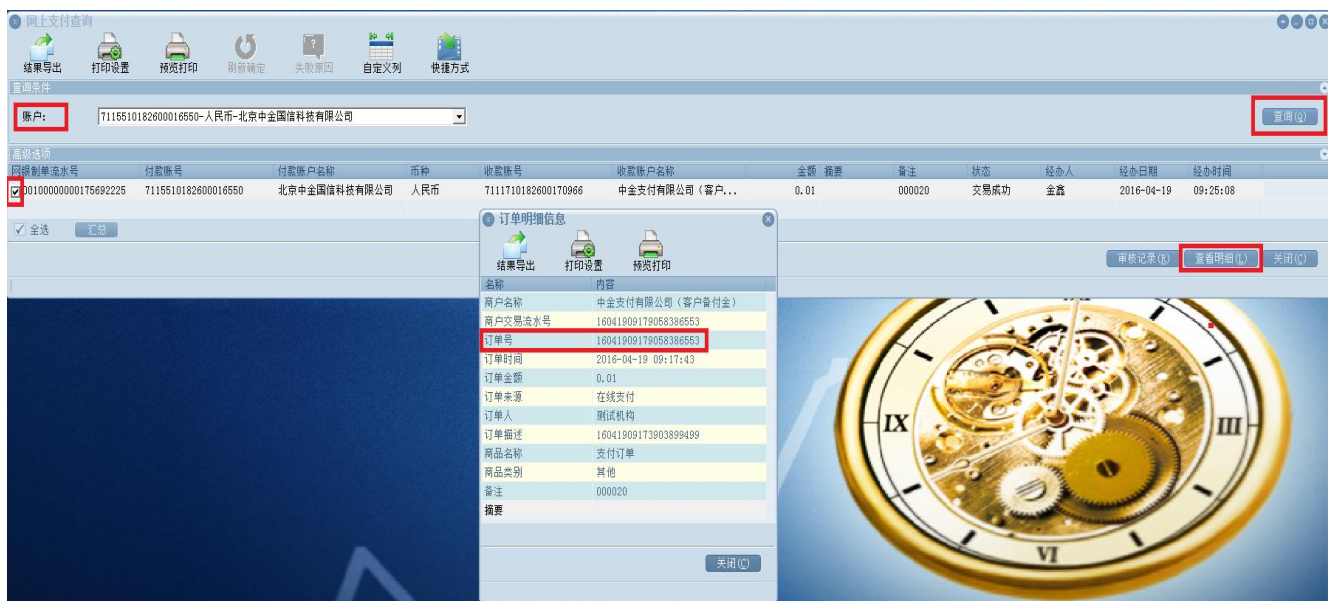 网上支付查询
结果导出 打印设置 预览打印 刷新确定 失败原因 自定义列 快捷方式
查询条件
账户: 7115510182600016550-人民币-北京中金国信科技有限公司 查询(Q)
高级选项
网银制单流水号 付款账号 付款账户名称 币种 收款账号 收款账户名称 金额 摘要 备注 状态 经办人 经办日期 经办时间
0010000000175692225 7115510182600016550 北京中金国信科技有限公司 人民币 7111710182600170966 中金支付有限公司(客户... 0.01 000020 交易成功 金鑫 2016-04-19 09:25:08
全选 汇总
审核记录(R) 查看明细(L) 关闭(C)
订单明细信息
结果导出 打印设置 预览打印
名称 内容
商户名称 中金支付有限公司(客户备付金)
商户交易流水号 16041909179058386553
订单号 16041909179058386553
订单时间 2016-04-19 09:17:43
订单金额 0.01
订单来源 在线支付
订单人 测试机构
订单描述 16041909173903899499
商品名称 支付订单
商品类别 其他
备注 000020
摘要
关闭(C)
IX
III
VI